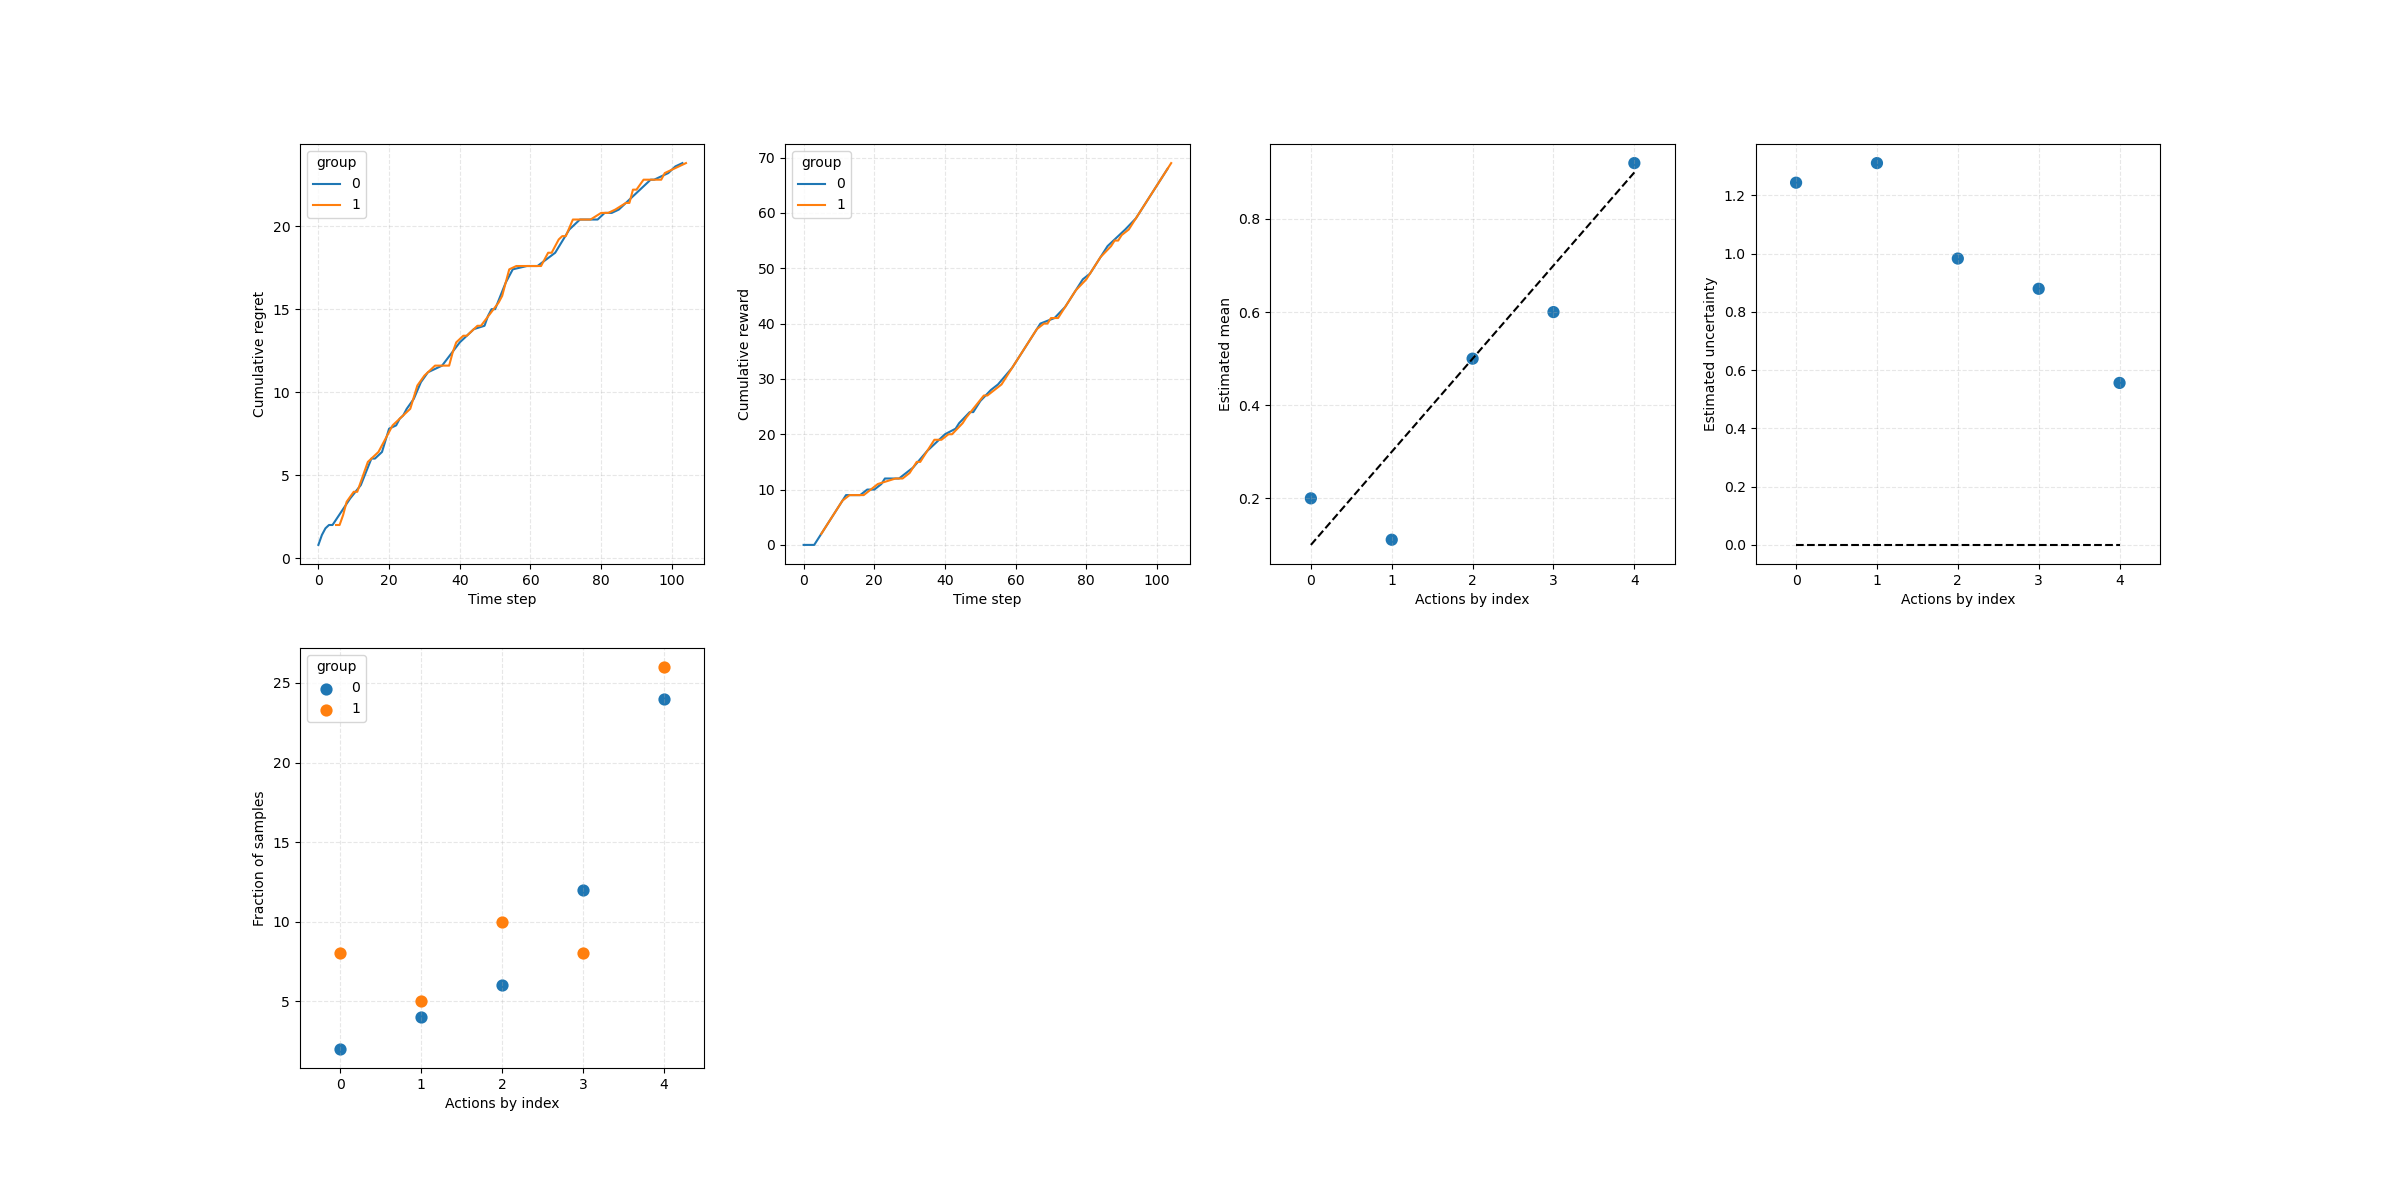 group
0
1
20
15
10
5
0
Cumulative regret
0 20 40 60 80 100
Time step
group
0
1
70
60
50
40
30
20
10
0
Cumulative reward
0 20 40 60 80 100
Time step
0.8
0.6
0.4
0.2
Estimated mean
0 1 2 3 4
Actions by index
1.2
1.0
0.8
0.6
0.4
0.2
0.0
Estimated uncertainty
0 1 2 3 4
Actions by index
group
0
1
25
20
15
10
5
Fraction of samples
0 1 2 3 4
Actions by index